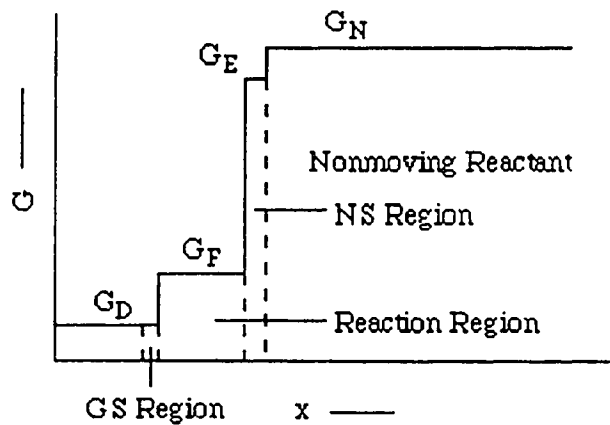 G_N
G_E
Nonmoving Reactant
G
NS Region
G_F
G_D
Reaction Region
GS Region
x